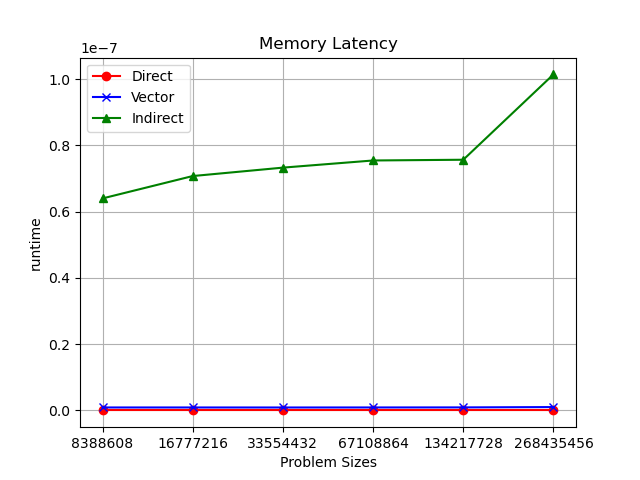 Memory Latency
1e−7
Direct
Vector
Indirect
1.0
0.8
0.6
0.4
0.2
0.0
runtime
8388608 16777216 33554432 67108864 134217728 268435456
Problem Sizes